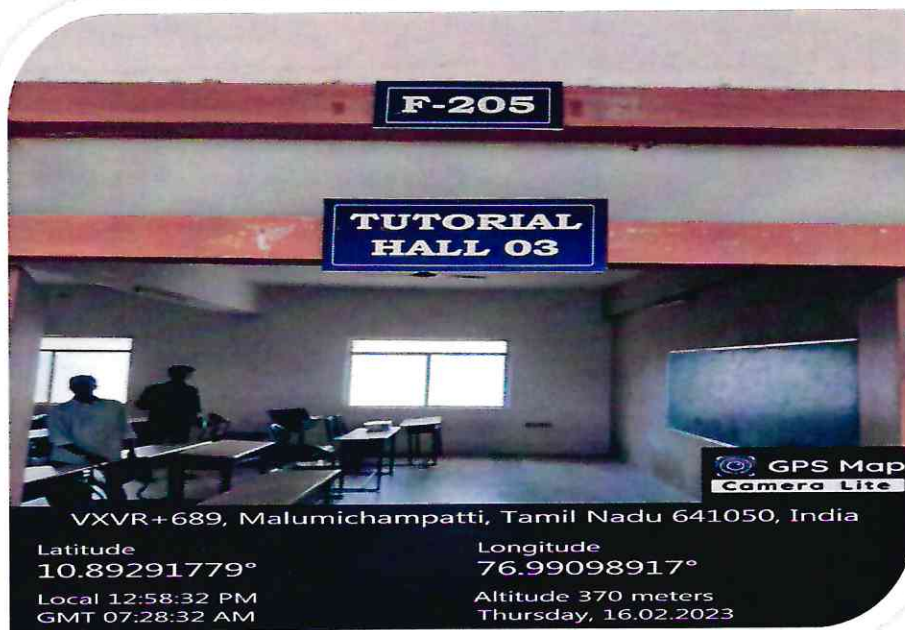 F-205
TUTORIAL
HALL 03
GPS Map
Camera Lite
VXVR+689, Malumichampatti, Tamil Nadu 641050, India
Latitude
10.89291779°
Longitude
76.99098917°
Local 12:58:32 PM
GMT 07:28:32 AM
Altitude 370 meters
Thursday, 16.02.2023